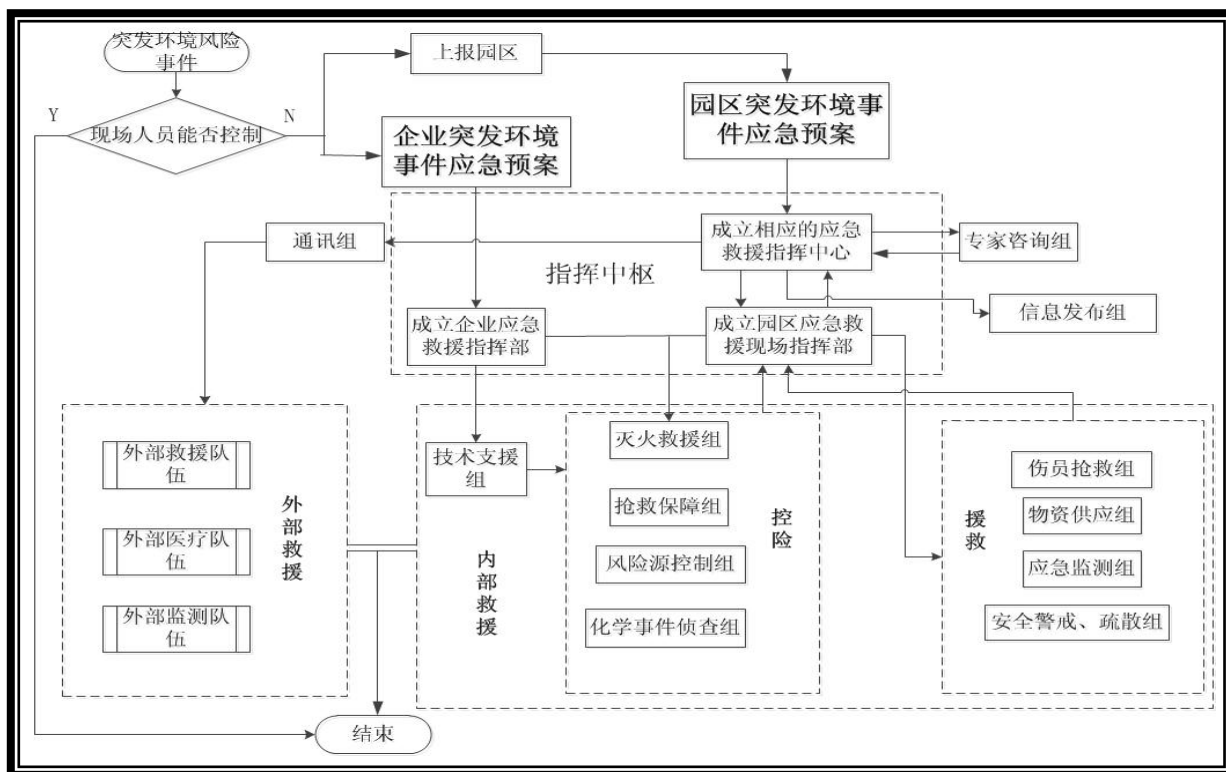 突发环境风险
事件
上报园区
Y
N
现场人员能否控制
企业突发环境
事件应急预案
园区突发环境事
件应急预案
通讯组
成立相应的应急
救援指挥中心
专家咨询组
指挥中枢
信息发布组
成立企业应急
救援指挥部
成立园区应急救
援现场指挥部
外部救援队
伍
外部医疗队
伍
外部监测队
伍
外部救援
技术支援
组
内部救援
灭火救援组
抢救保障组
风险源控制组
化学事件侦查组
控险
援救
伤员抢救组
物资供应组
应急监测组
安全警戒、疏散组
结束